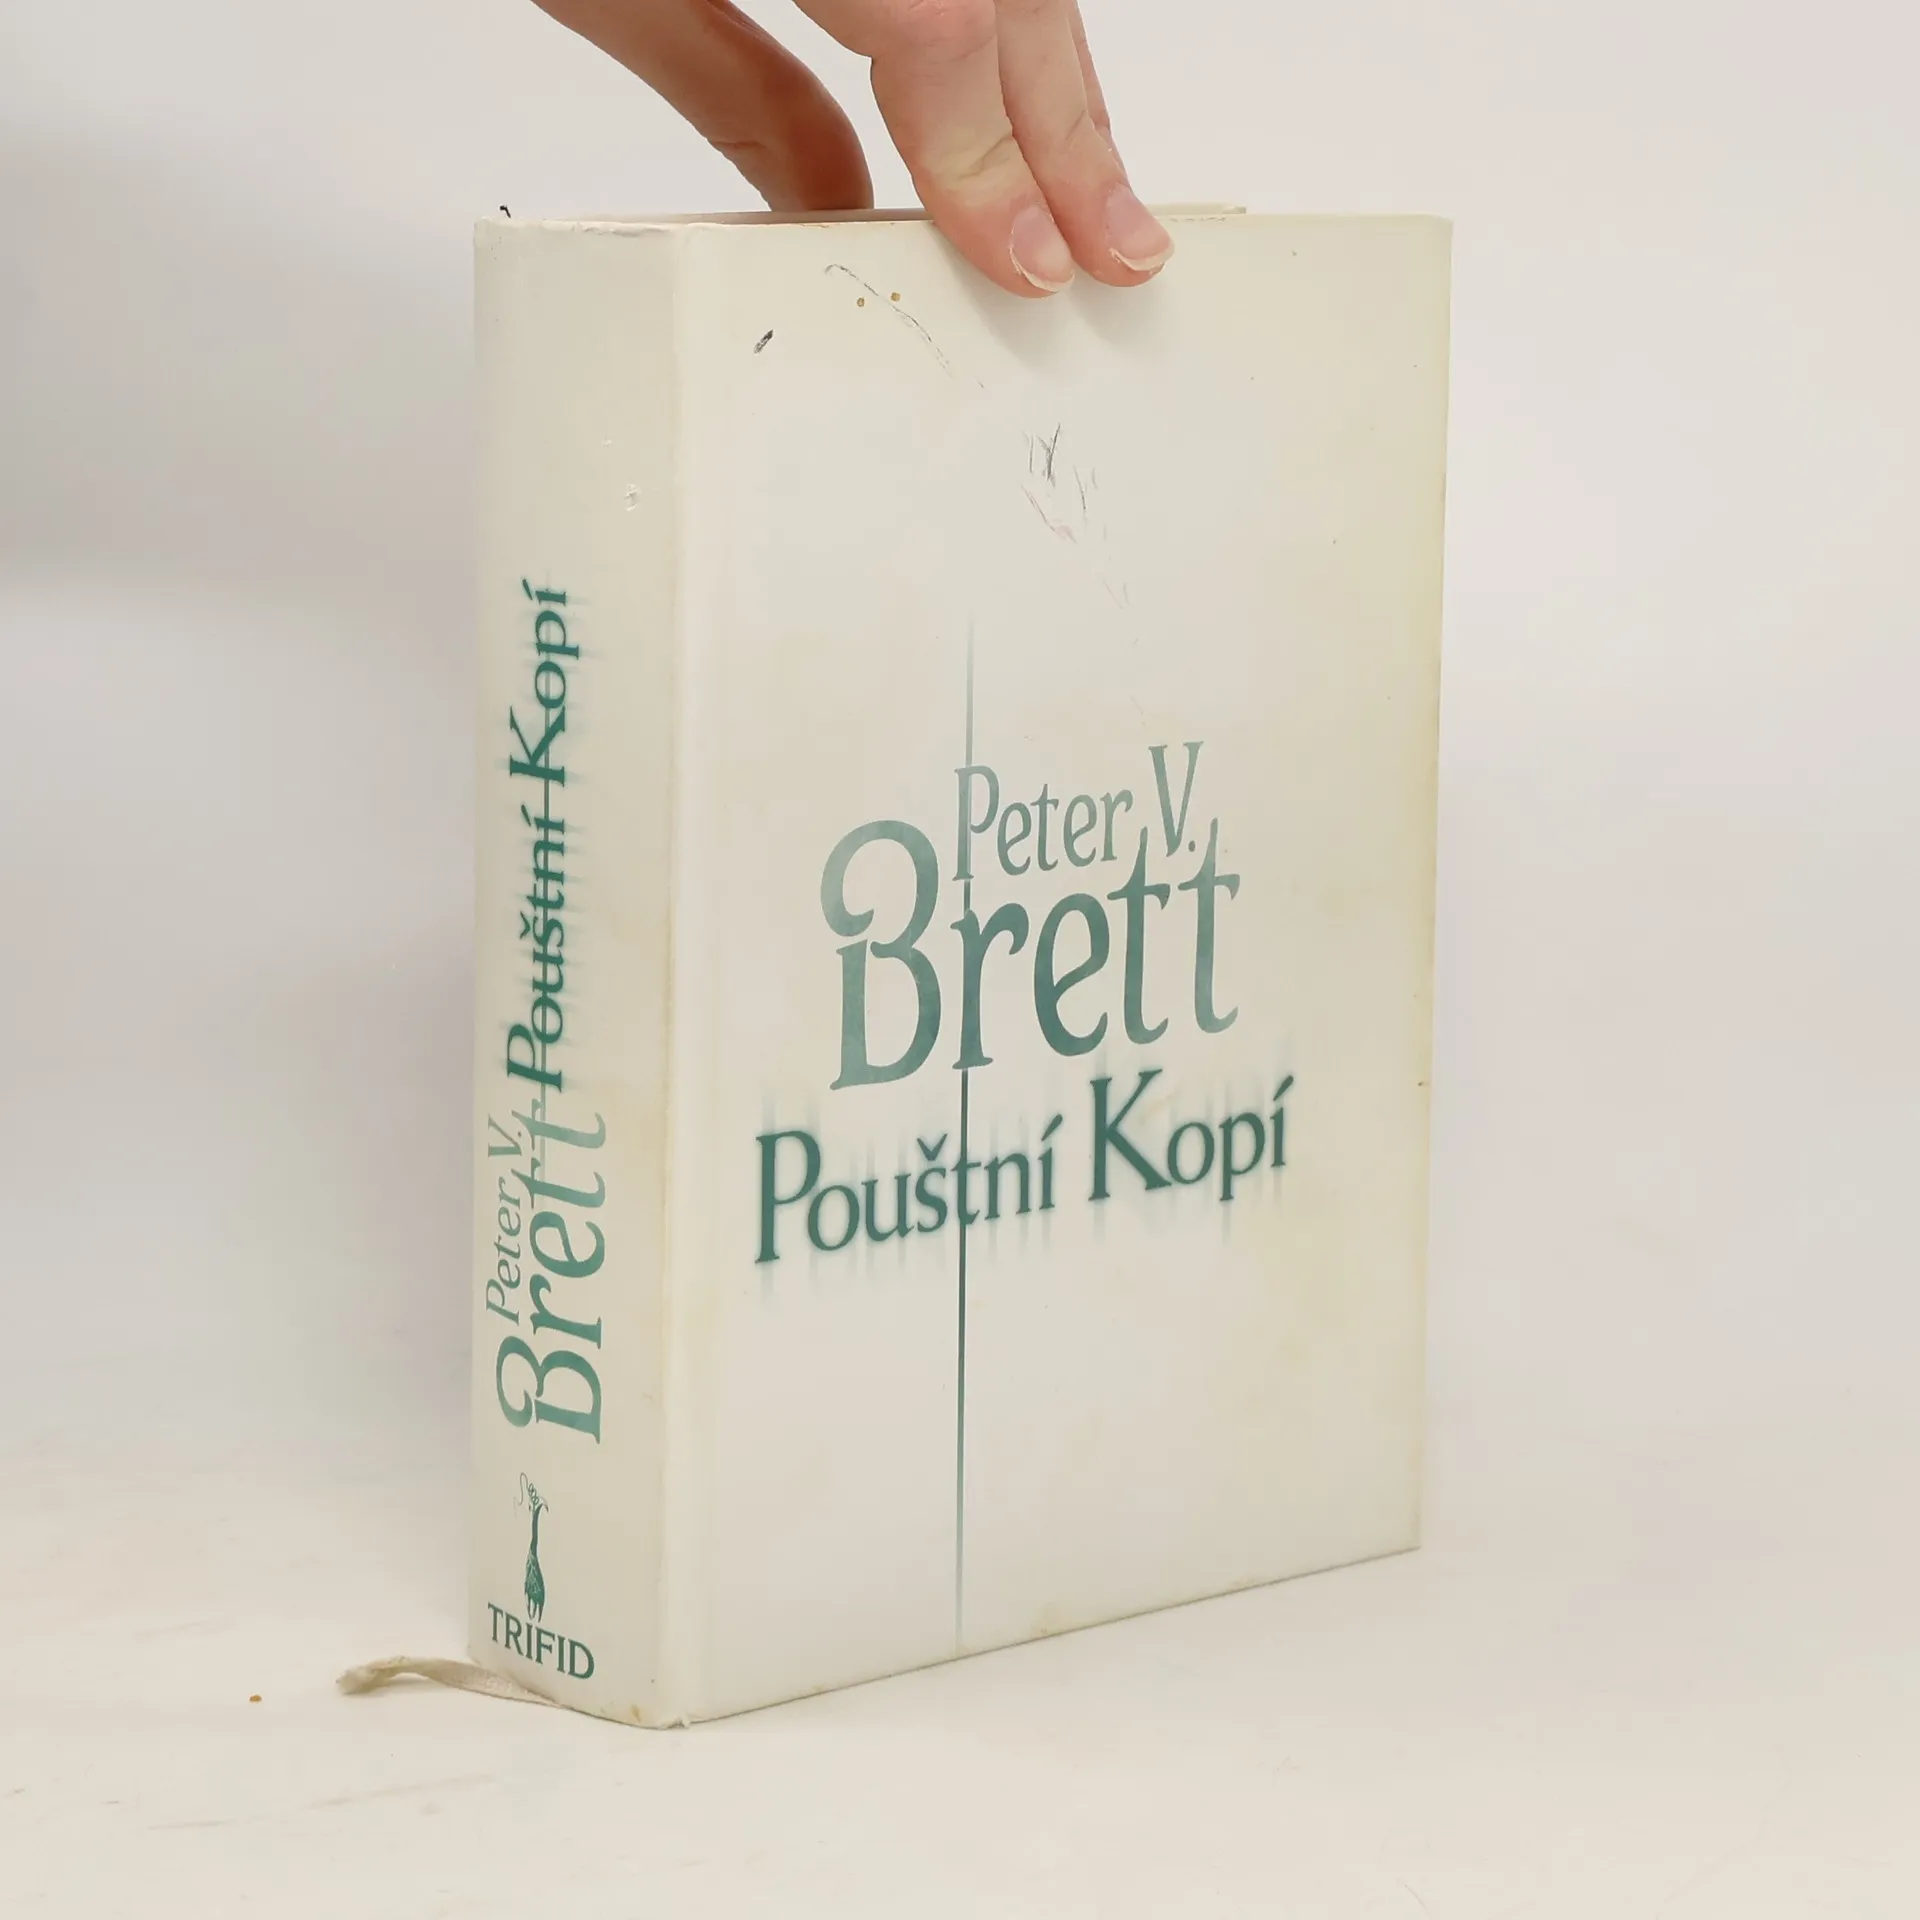 Peter V.
Brett
Pouštní Kopí
TRIFID
Peter V.
Brett
Pouštní Kopí